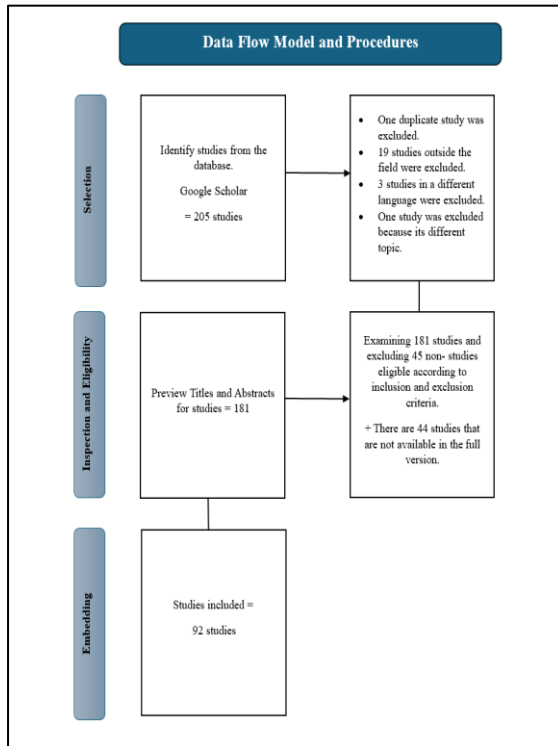 Data Flow Model and Procedures
Selection
Identify studies from the
database.
Google Scholar
= 205 studies
• One duplicate study was
excluded.
• 19 studies outside the
field were excluded.
• 3 studies in a different
language were excluded.
• One study was excluded
because its different
topic.
Inspection and Eligibility
Preview Titles and Abstracts
for studies = 181
Examining 181 studies and
excluding 45 non- studies
eligible according to
inclusion and exclusion
criteria.
+ There are 44 studies that
are not available in the full
version.
Embedding
Studies included =
92 studies